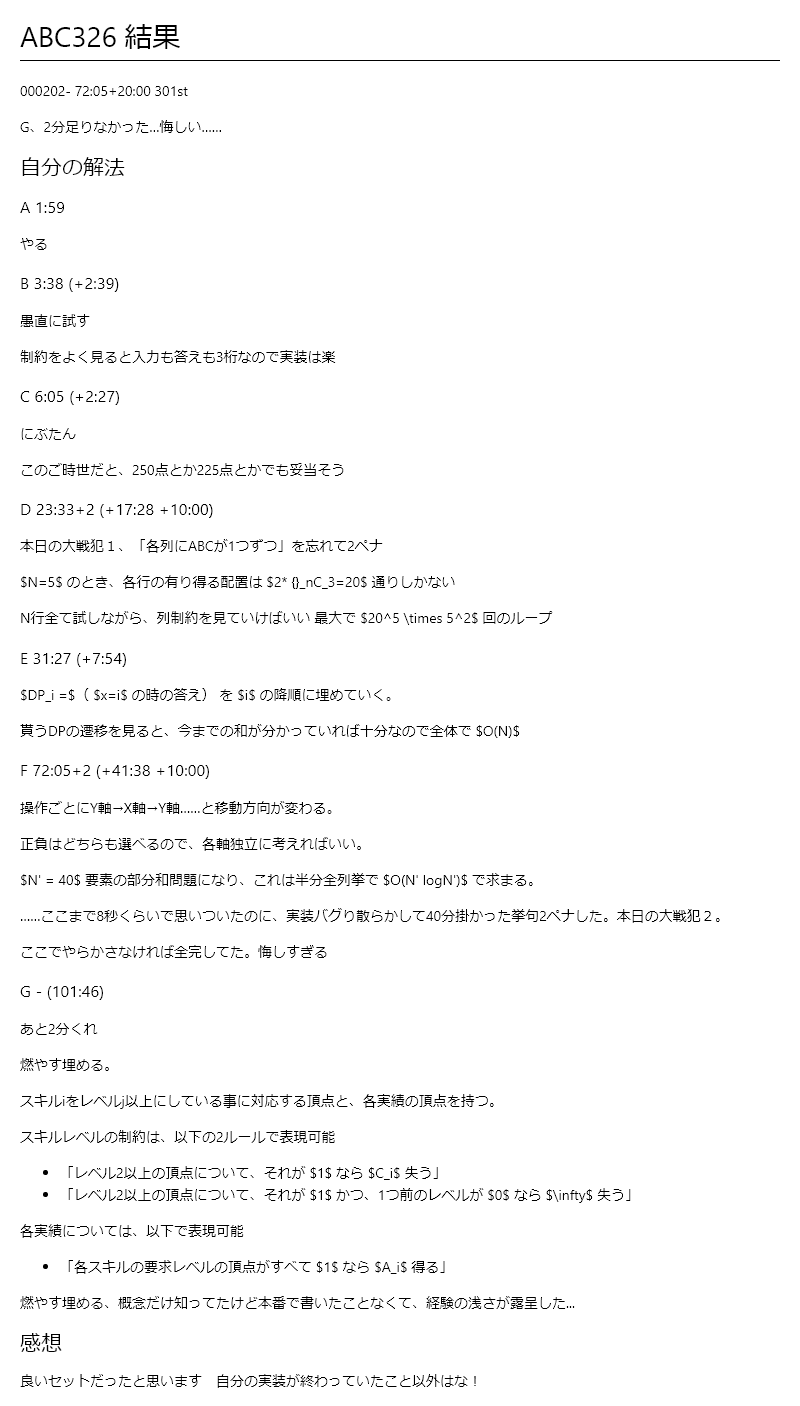 ABC326 結果
000202- 72:05+20:00 301st
G、2分足りなかった...悔しい......
自分の解法
A 1:59
やる
B 3:38 (+2:39)
愚直に試す
制約をよく見ると入力も答えも3桁なので実装は楽
C 6:05 (+2:27)
にぶたん
このご時世だと、250点とか225点とかでも妥当そう
D 23:33+2 (+17:28 +10:00)
本日の大戦犯１、「各列にABCが1つずつ」を忘れて2ペナ
$N=5$ のとき、各行の有り得る配置は $2* {}_nC_3=20$ 通りしかない
N行全て試しながら、列制約を見ていけばいい 最大で $20^5 \times 5^2$ 回のループ
E 31:27 (+7:54)
$DP_i =$（ $x=i$ の時の答え） を $i$ の降順に埋めていく。
貰うDPの遷移を見ると、今までの和が分かっていれば十分なので全体で $O(N)$
F 72:05+2 (+41:38 +10:00)
操作ごとにY軸→X軸→Y軸……と移動方向が変わる。
正負はどちらも選べるので、各軸独立に考えればいい。
$N' = 40$ 要素の部分和問題になり、これは半分全列挙で $O(N' logN')$ で求まる。
……ここまで8秒くらいで思いついたのに、実装バグり散らかして40分掛かった挙句2ペナした。本日の大戦犯２。
ここでやらかさなければ全完してた。悔しすぎる
G - (101:46)
あと2分くれ
燃やす埋める。
スキルiをレベルj以上にしている事に対応する頂点と、各実績の頂点を持つ。
スキルレベルの制約は、以下の2ルールで表現可能
• 「レベル2以上の頂点について、それが $1$ なら $C_i$ 失う」
• 「レベル2以上の頂点について、それが $1$ かつ、1つ前のレベルが $0$ なら $\infty$ 失う」
各実績については、以下で表現可能
• 「各スキルの要求レベルの頂点がすべて $1$ なら $A_i$ 得る」
燃やす埋める、概念だけ知ってたけど本番で書いたことなくて、経験の浅さが露呈した...
感想
良いセットだったと思います　自分の実装が終わっていたこと以外はな！